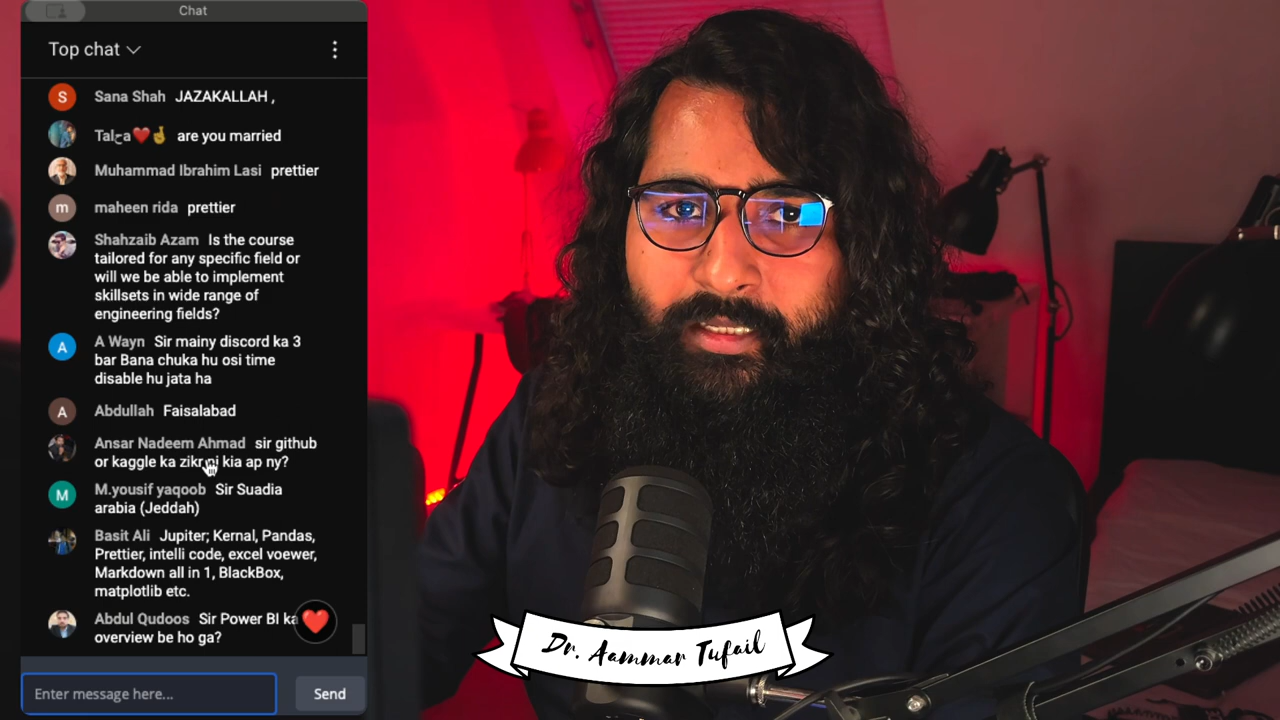 Chat
Top chat
S Sana Shah JAZAKALLAH ,
Talحa❤️🤞 are you married
Muhammad Ibrahim Lasi prettier
m maheen rida prettier
Shahzaib Azam Is the course
tailored for any specific field or
will we be able to implement
skillsets in wide range of
engineering fields?
A A Wayn Sir mainy discord ka 3
bar Bana chuka hu osi time
disable hu jata ha
A Abdullah Faisalabad
Ansar Nadeem Ahmad sir github
or kaggle ka zikr ni kia ap ny?
M M.yousif yaqoob Sir Suadia
arabia (Jeddah)
Basit Ali Jupiter; Kernal, Pandas,
Prettier, intelli code, excel voewer,
Markdown all in 1, BlackBox,
matplotlib etc.
Abdul Qudoos Sir Power BI ka
overview be ho ga?
Enter message here...
Send
Dr. Aammar Tufail